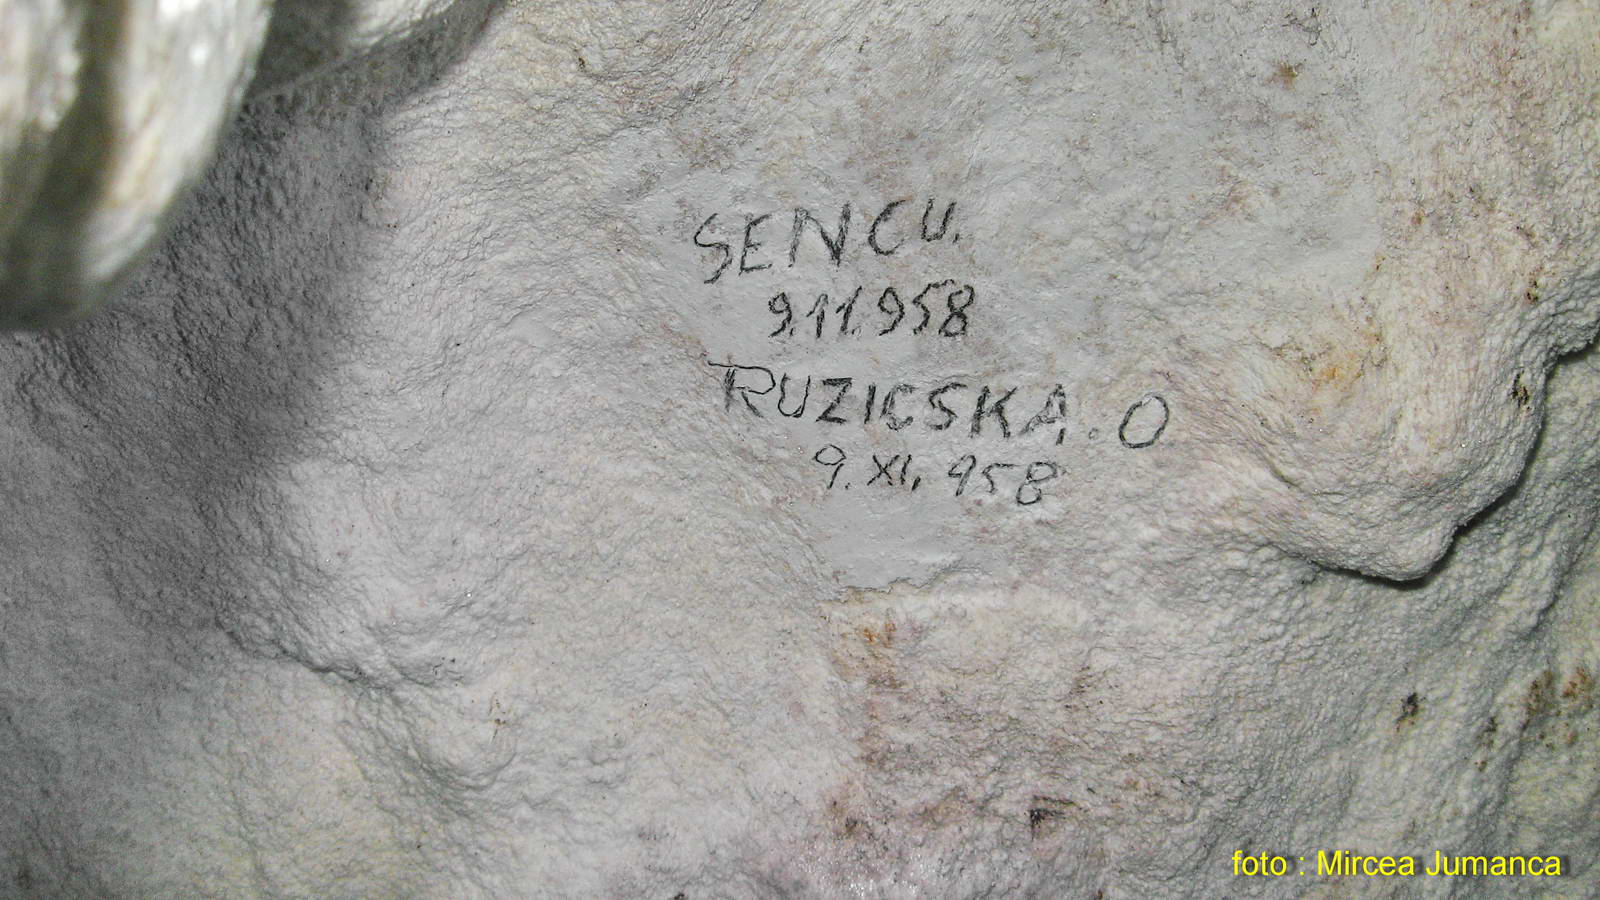 SENCU.
9.11.958
RUZICSKA. O
9. XI. 958
foto : Mircea Jumanca